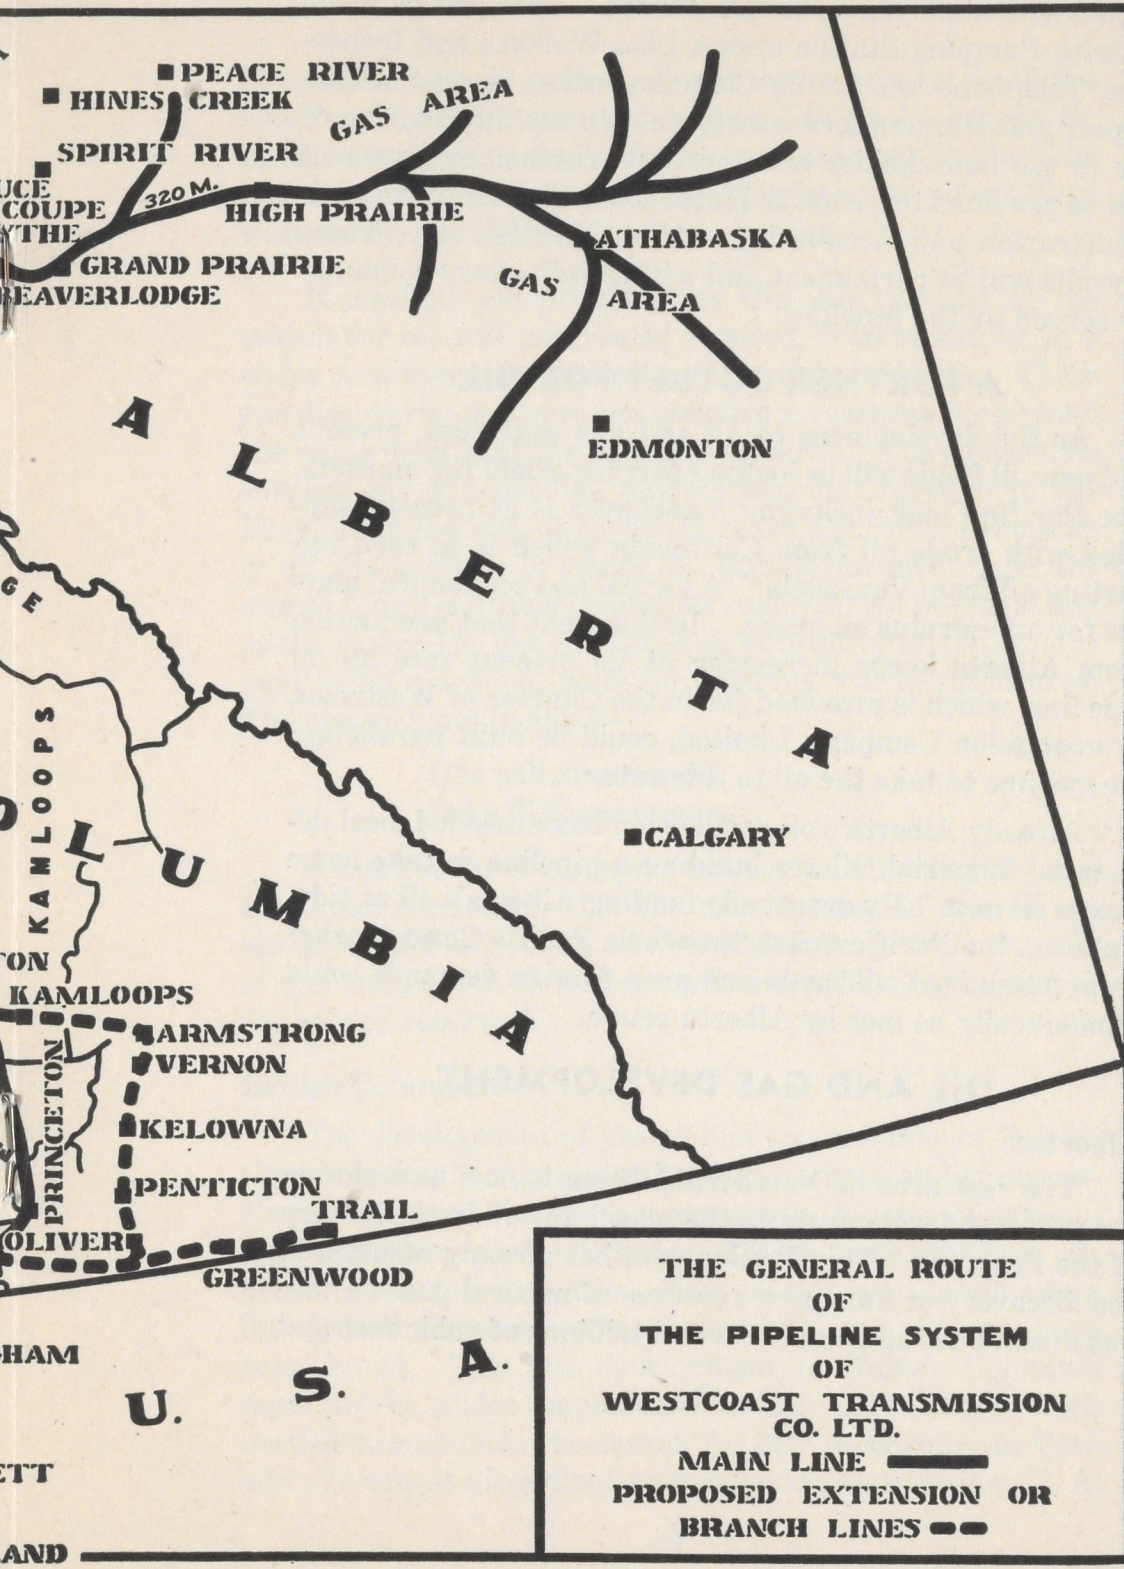 PEACE RIVER
HINES CREEK
GAS AREA
SPIRIT RIVER
UCE
COUPE
320 M.
HIGH PRAIRIE
YTHE
ATHABASKA
GRAND PRAIRIE
BEAVERLODGE
GAS AREA
EDMONTON
ALBERTA
GE
KAMLOOPS
OLUMBIA
CALGARY
TON
KAMLOOPS
ARMSTRONG
VERNON
PRINCETON
KELOWNA
PENTICTON
TRAIL
OLIVER
GREENWOOD
GHAM
U. S. A.
ETT
AND
THE GENERAL ROUTE
OF
THE PIPELINE SYSTEM
OF
WESTCOAST TRANSMISSION
CO. LTD.
MAIN LINE
PROPOSED EXTENSION OR
BRANCH LINES